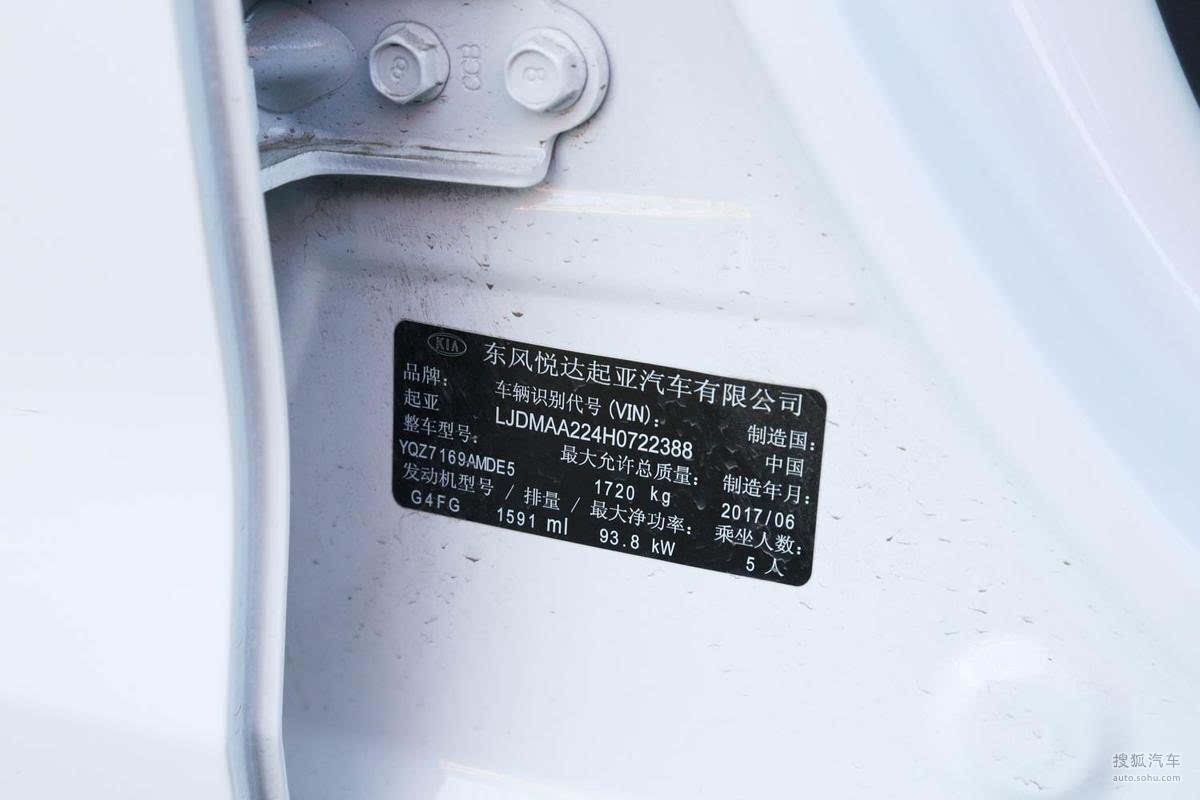 8
CCB
8
KIA 东风悦达起亚汽车有限公司
品牌： 车辆识别代号(VIN)： 制造国：
起亚 LJDMAA224H0722388 中国
整车型号： 最大允许总质量： 制造年月：
YQZ7169AMDE5 1720 kg 2017/06
发动机型号 / 排量 / 最大净功率： 乘坐人数：
G4FG 1591 ml 93.8 kW 5 人
搜狐汽车
auto.sohu.com